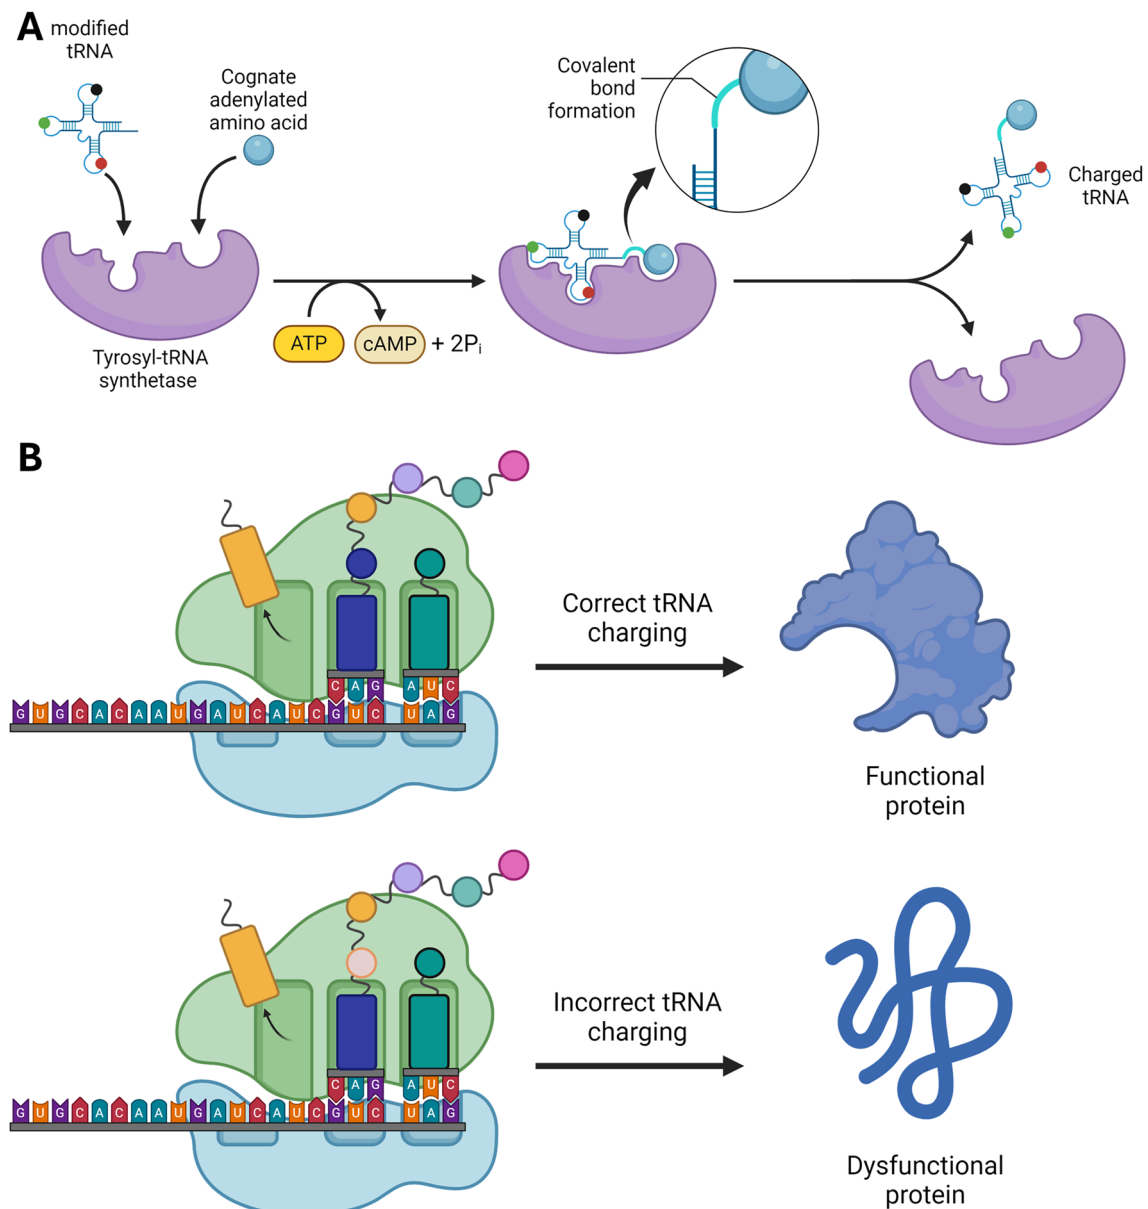 A
modified
tRNA
Cognate
adenylated
amino acid
Covalent
bond
formation
Charged
tRNA
ATP
cAMP
+ 2Pi
Tyrosyl-tRNA
synthetase
B
C A G A U C
G U G C A C A A U G A U C A U C G U C U A G
Correct tRNA
charging
Functional
protein
C A G A U C
G U G C A C A A U G A U C A U C G U C U A G
Incorrect tRNA
charging
Dysfunctional
protein